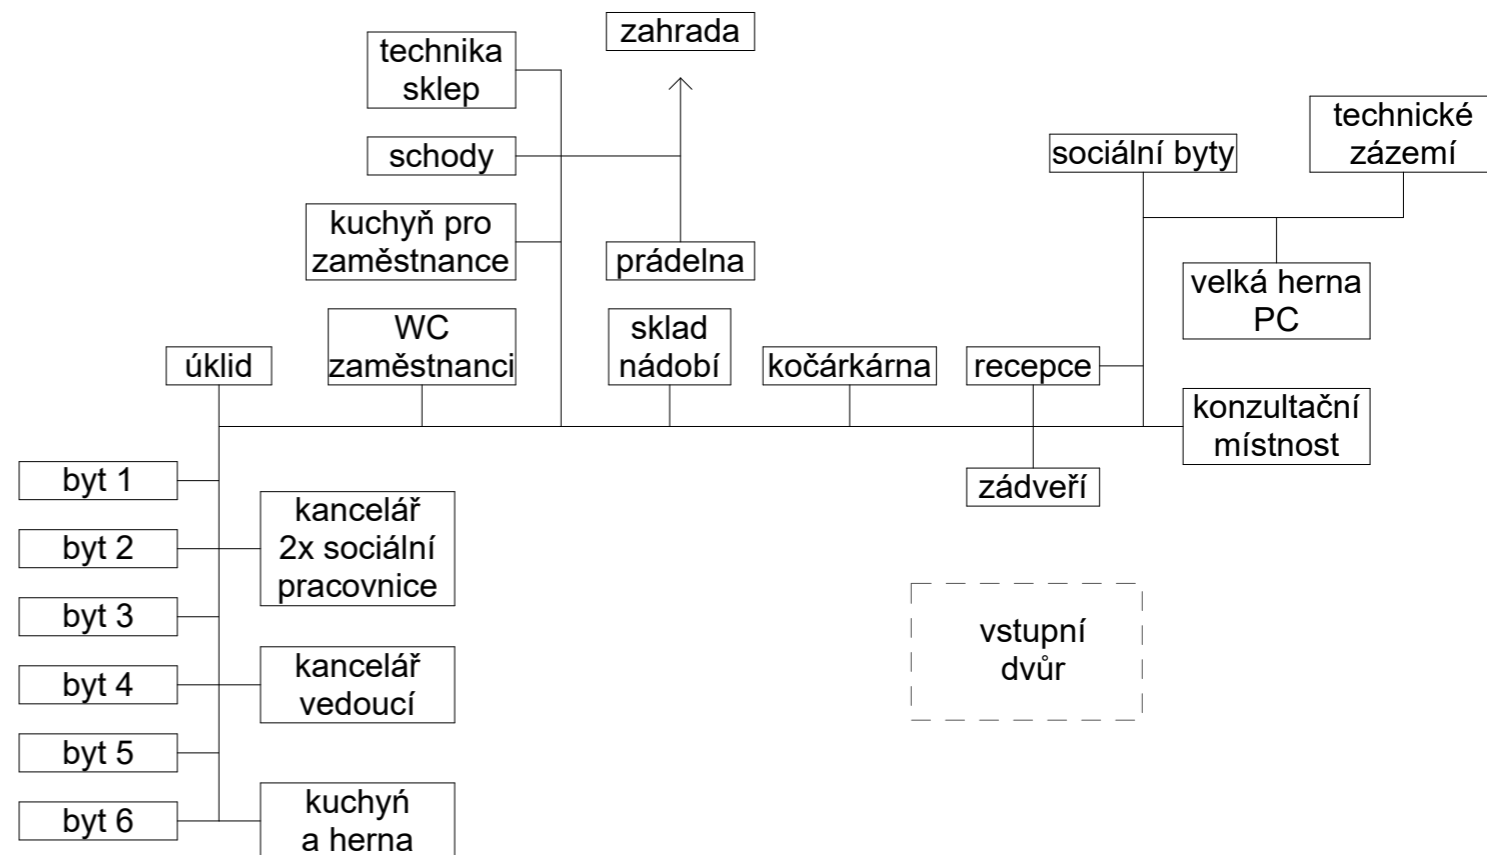 zahrada
technika
sklep
schody
kuchyň pro
zaměstnance
prádelna
sociální byty
technické
zázemí
velká herna
PC
úklid
WC
zaměstnanci
sklad
nádobí
kočárkárna
recepce
konzultační
místnost
zádveří
byt 1
byt 2
byt 3
byt 4
byt 5
byt 6
kancelář
2x sociální
pracovnice
kancelář
vedoucí
kuchyń
a herna
vstupní
dvůr